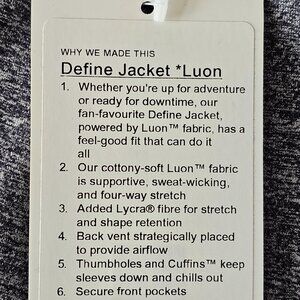 WHY WE MADE THIS
Define Jacket *Luon
1. Whether you're up for adventure
or ready for downtime, our
fan-favourite Define Jacket,
powered by Luon™ fabric, has a
feel-good fit that can do it
all
2. Our cottony-soft Luon™ fabric
is supportive, sweat-wicking,
and four-way stretch
3. Added Lycra® fibre for stretch
and shape retention
4. Back vent strategically placed
to provide airflow
5. Thumbholes and Cuffins™ keep
sleeves down and chills out
6. Secure front pockets